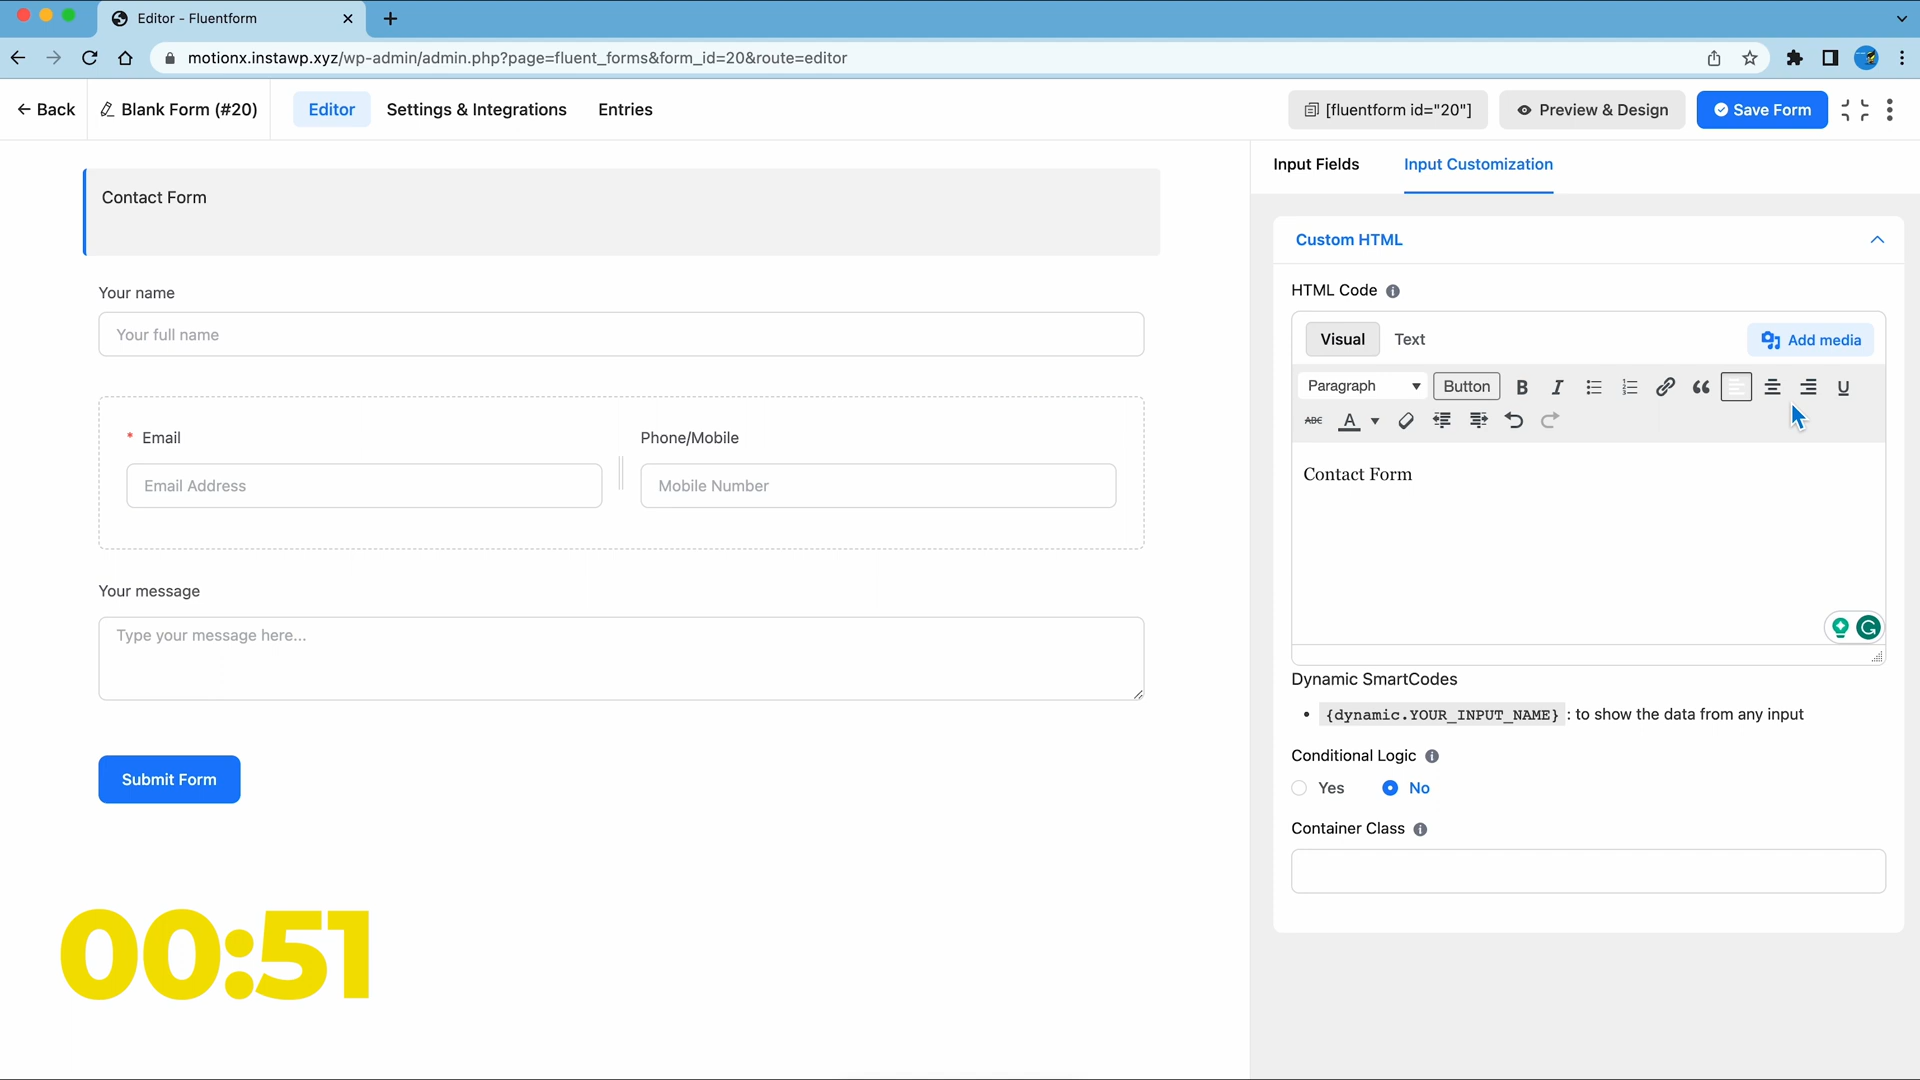 Editor - Fluentform
motionx.instawp.xyz/wp-admin/admin.php?page=fluent_forms&form_id=20&route=editor
Back
Blank Form (#20)
Editor
Settings & Integrations
Entries
[fluentform id="20"]
Preview & Design
Save Form
Contact Form
Your name
Your full name
* Email
Phone/Mobile
Email Address
Mobile Number
Your message
Type your message here...
Submit Form
00:51
Input Fields
Input Customization
Custom HTML
HTML Code
Visual
Text
Add media
Paragraph
Button
B
I
U
ABC
A
Contact Form
Dynamic SmartCodes
• {dynamic.YOUR_INPUT_NAME} : to show the data from any input
Conditional Logic
Yes
No
Container Class